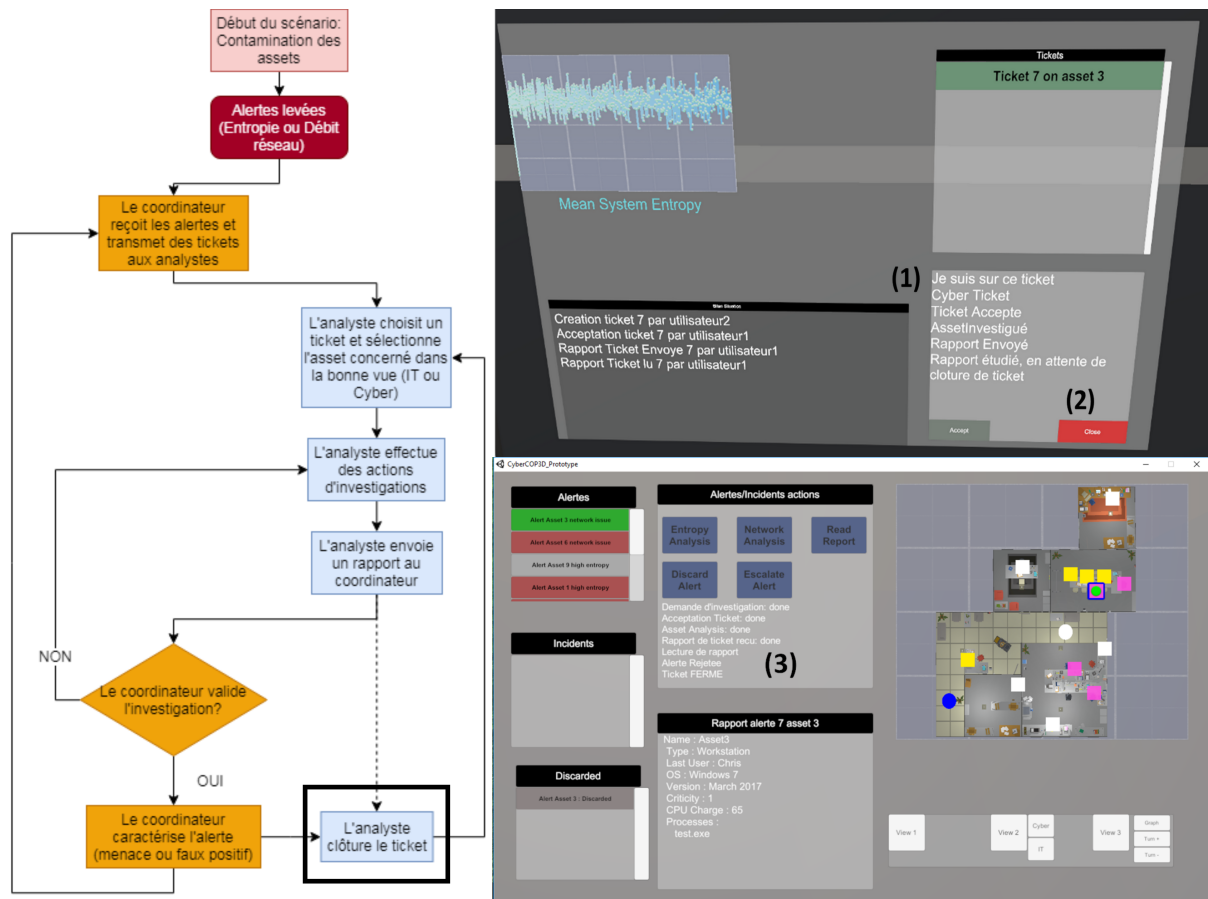 Début du scénario:
Contamination des
assets
Alertes levées
(Entropie ou Débit
réseau)
Le coordinateur
reçoit les alertes et
transmet des tickets
aux analystes
L'analyste choisit un
ticket et sélectionne
l'asset concerné dans
la bonne vue (IT ou
Cyber)
L'analyste effectue
des actions
d'investigations
L'analyste envoie
un rapport au
coordinateur
NON
Le coordinateur valide
l'investigation?
OUI
Le coordinateur
caractérise l'alerte
(menace ou faux positif)
L'analyste
clôture le ticket
Mean System Entropy
Tickets
Ticket 7 on asset 3
Creation ticket 7 par utilisateur2
Acceptation ticket 7 par utilisateur1
Rapport Ticket Envoye 7 par utilisateur1
Rapport Ticket lu 7 par utilisateur1
(1)
Je suis sur ce ticket
Cyber Ticket
Ticket Accepte
AssetInvestigué
Rapport Envoyé
Rapport étudié, en attente de
cloture de ticket
(2)
Accept
Close
CyberCOP3D_Prototype
Alertes
Alert Asset 3 network issue
Alert Asset 6 network issue
Alert Asset 9 high entropy
Alert Asset 1 high entropy
Incidents
Discarded
Alert Asset 3 : Discarded
Alerts/Incidents actions
Entropy
Analysis
Network
Analysis
Read
Report
Discard
Alert
Escalate
Alert
Demande d'investigation: done
Acceptation Ticket: done
Asset Analysis: done
Rapport de ticket recu: done
Lecture de rapport
Alerte Rejetee
Ticket FERME
(3)
Rapport alerte 7 asset 3
Name : Asset3
Type : Workstation
Last User : Chris
OS : Windows 7
Version : March 2017
Criticity : 1
CPU Charge : 65
Processes :
test.exe
View 1
View 2
Cyber
IT
View 3
Graph
Turn +
Turn -